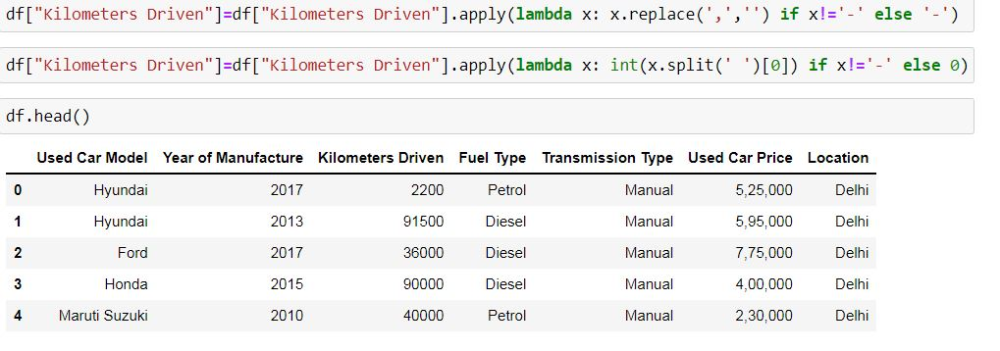 df["Kilometers Driven"]=df["Kilometers Driven"].apply(lambda x: x.replace(',','') if x!='-' else '-')
df["Kilometers Driven"]=df["Kilometers Driven"].apply(lambda x: int(x.split(' ')[0]) if x!='-' else 0)
df.head()
Used Car Model Year of Manufacture Kilometers Driven Fuel Type Transmission Type Used Car Price Location
0 Hyundai 2017 2200 Petrol Manual 5,25,000 Delhi
1 Hyundai 2013 91500 Diesel Manual 5,95,000 Delhi
2 Ford 2017 36000 Diesel Manual 7,75,000 Delhi
3 Honda 2015 90000 Diesel Manual 4,00,000 Delhi
4 Maruti Suzuki 2010 40000 Petrol Manual 2,30,000 Delhi